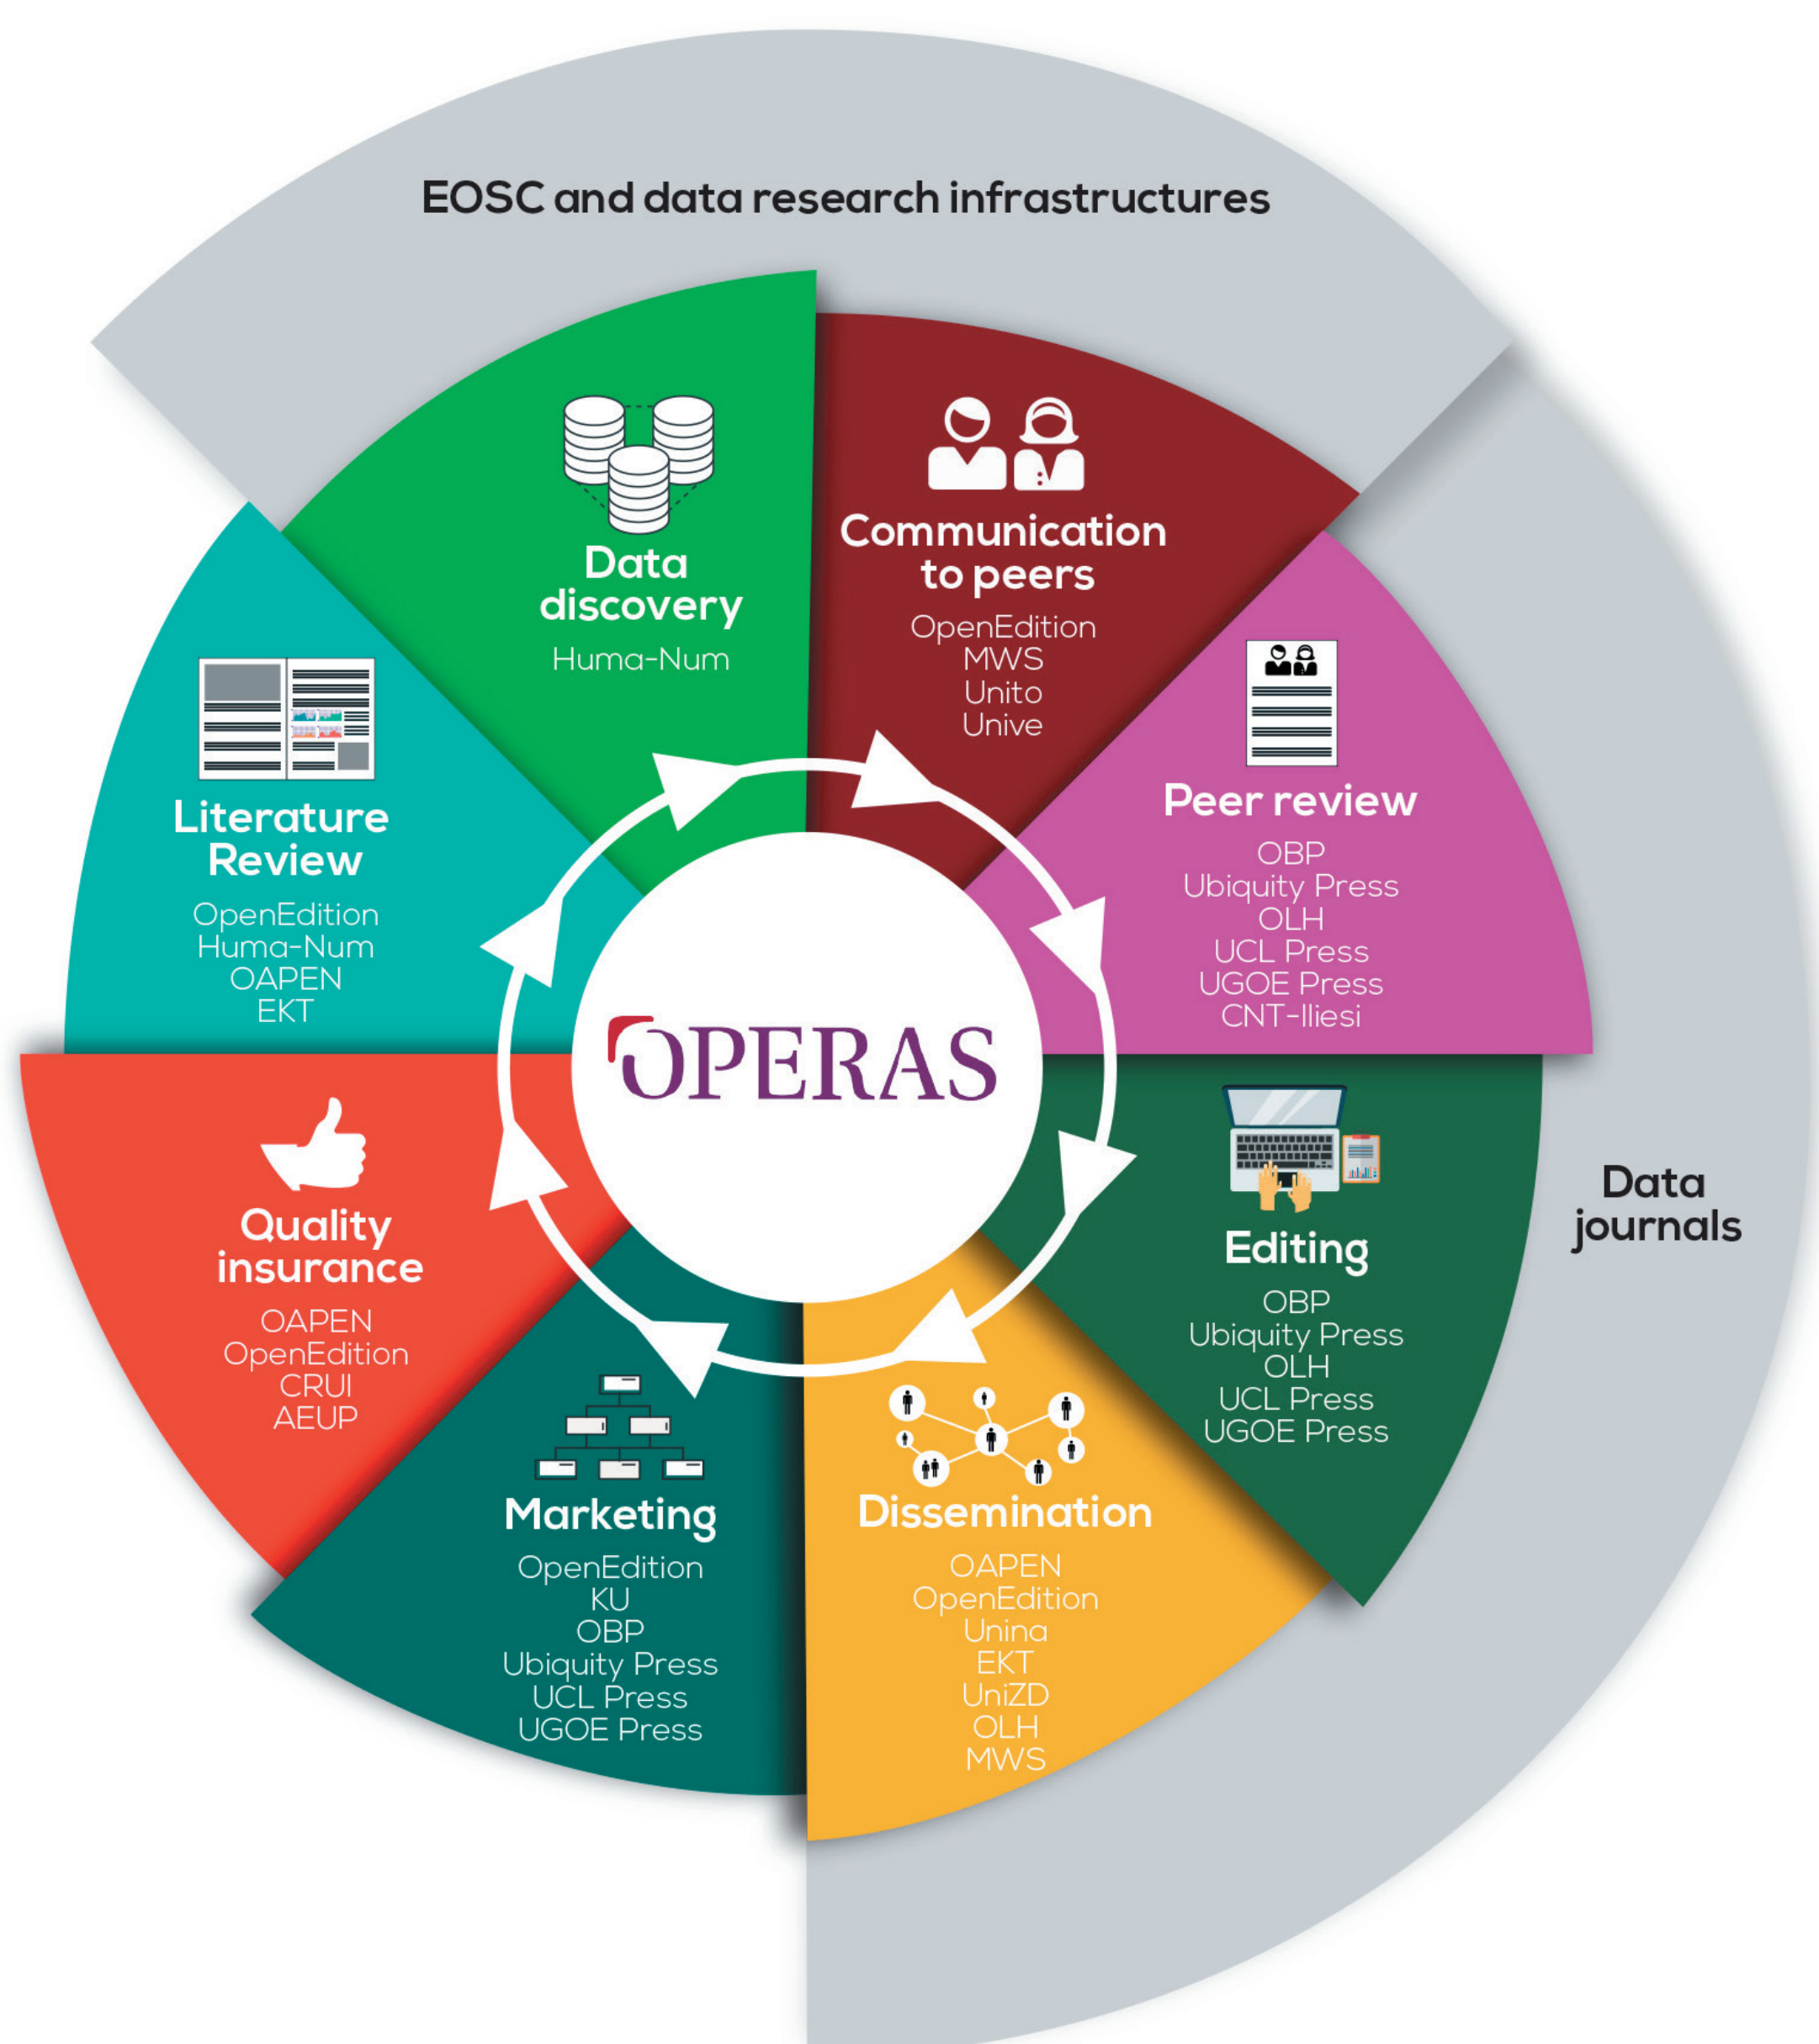 EOSC and data research infrastructures
Data
discovery
Huma-Num
Communication
to peers
OpenEdition
MWS
Unito
Unive
Peer review
OBP
Ubiquity Press
OLH
UCL Press
UGOE Press
CNT-Iliesi
Editing
OBP
Ubiquity Press
OLH
UCL Press
UGOE Press
Data
journals
Dissemination
OAPEN
OpenEdition
Unina
EKT
UniZD
OLH
MWS
Marketing
OpenEdition
KU
OBP
Ubiquity Press
UCL Press
UGOE Press
Quality
insurance
OAPEN
OpenEdition
CRUI
AEUP
Literature
Review
OpenEdition
Huma-Num
OAPEN
EKT
OPERAS